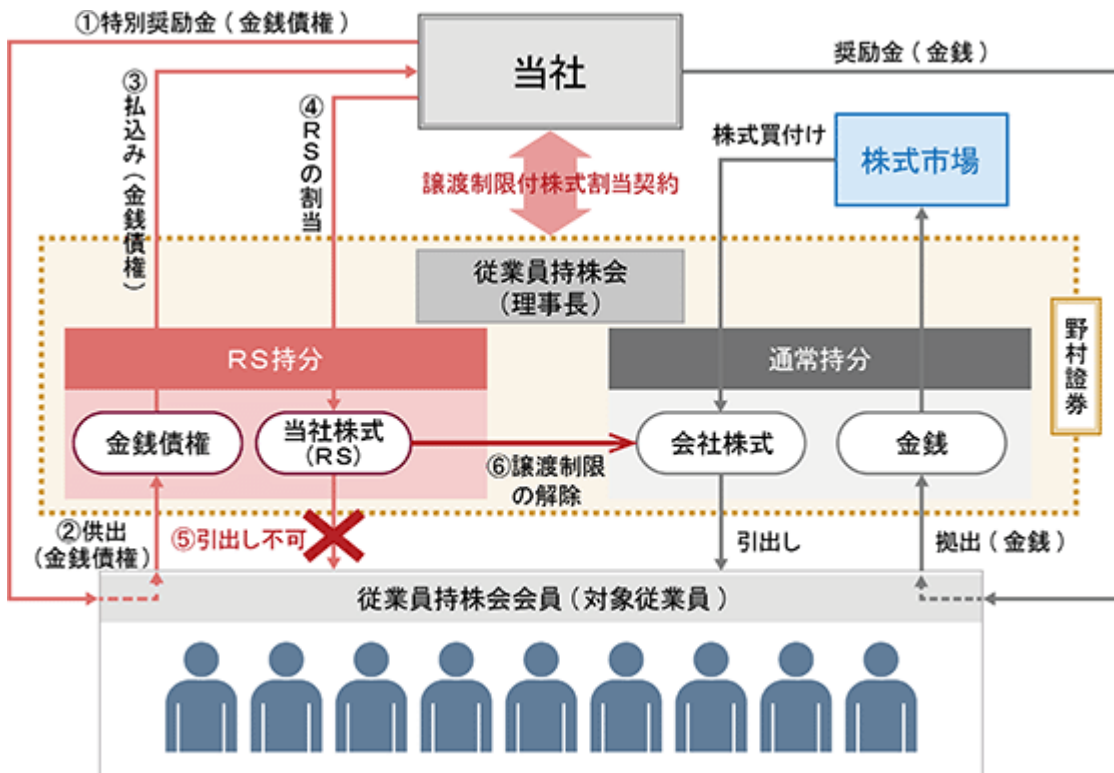 ①特別奨励金（金銭債権）
当社
奨励金（金銭）
③払込み（金銭債権）
④RSの割当
株式買付け
株式市場
譲渡制限付株式割当契約
従業員持株会
（理事長）
野村證券
RS持分
通常持分
金銭債権
当社株式
（RS）
会社株式
金銭
⑥譲渡制限
の解除
②供出
（金銭債権）
⑤引出し不可
引出し
拠出（金銭）
従業員持株会会員（対象従業員）